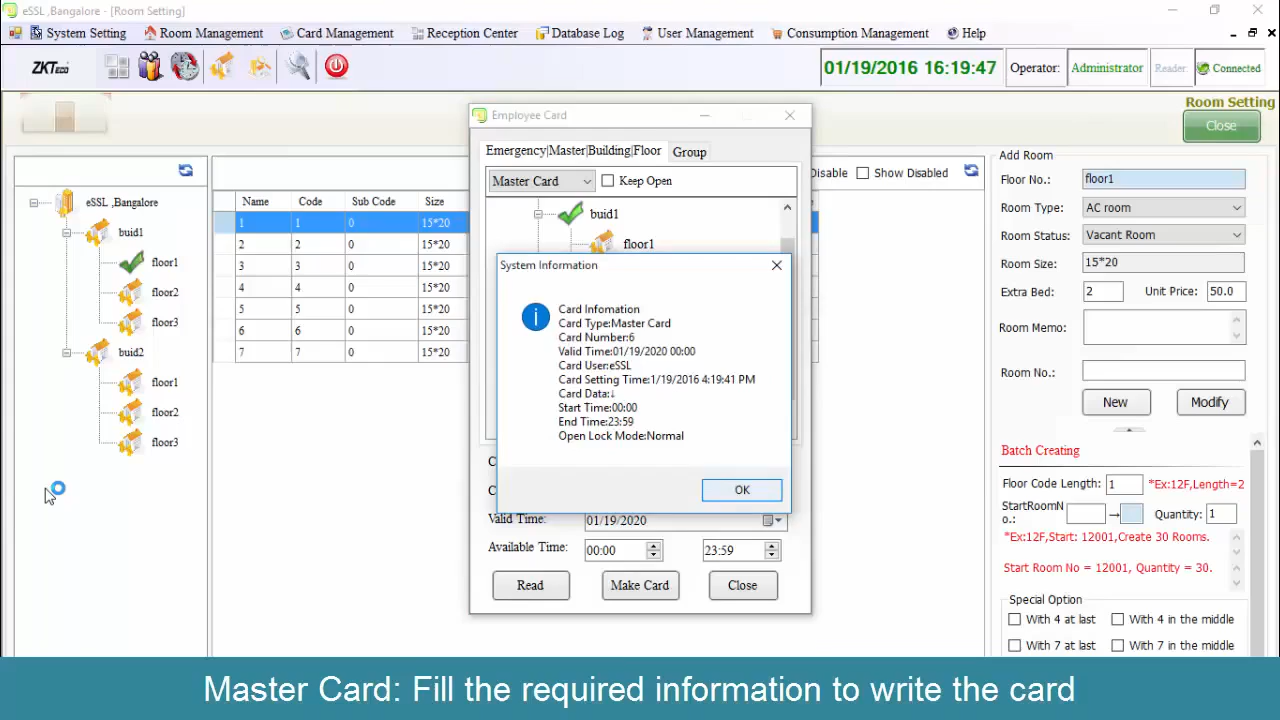 eSSL ,Bangalore - [Room Setting]
System Setting Room Management Card Management Reception Center Database Log User Management Consumption Management Help
ZKTeco
01/19/2016 16:19:47 Operator: Administrator Reader: Connected
Room Setting
Close
eSSL ,Bangalore
buid1
floor1
floor2
floor3
buid2
floor1
floor2
floor3
Name Code Sub Code Size
1 1 0 15*20
2 2 0 15*20
3 3 0 15*20
4 4 0 15*20
5 5 0 15*20
6 6 0 15*20
7 7 0 15*20
Disable Show Disabled
Employee Card
Emergency|Master|Building|Floor Group
Master Card Keep Open
buid1
floor1
System Information
Card Infomation
Card Type:Master Card
Card Number:6
Valid Time:01/19/2020 00:00
Card User:eSSL
Card Setting Time:1/19/2016 4:19:41 PM
Card Data:↓
Start Time:00:00
End Time:23:59
Open Lock Mode:Normal
OK
Valid Time: 01/19/2020
Available Time: 00:00 23:59
Read Make Card Close
Add Room
Floor No.: floor1
Room Type: AC room
Room Status: Vacant Room
Room Size: 15*20
Extra Bed: 2 Unit Price: 50.0
Room Memo:
Room No.:
New Modify
Batch Creating
Floor Code Length: 1 *Ex:12F,Length=2
StartRoomN
o.: → Quantity: 1
*Ex:12F,Start: 12001,Create 30 Rooms.
Start Room No = 12001, Quantity = 30.
Special Option
With 4 at last With 4 in the middle
With 7 at last With 7 in the middle
Master Card: Fill the required information to write the card